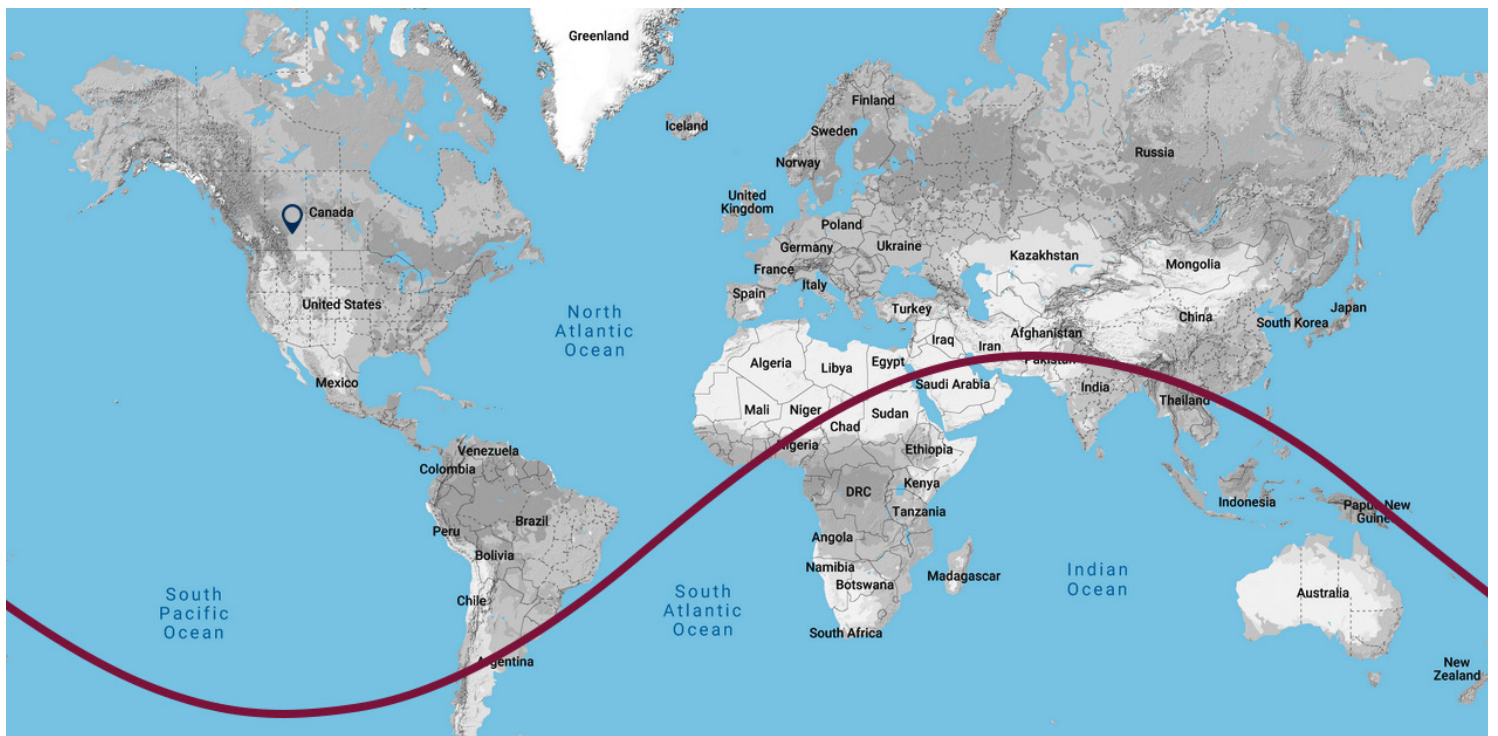 Greenland
Iceland
Finland
Sweden
Norway
Russia
United
Kingdom
Canada
Poland
Germany
Ukraine
France
Kazakhstan
Mongolia
Italy
Spain
United States
Turkey
North
Atlantic
Ocean
China
Japan
South Korea
Afghanistan
Iraq
Iran
Pakistan
Algeria
Libya
Egypt
Mexico
Saudi Arabia
India
Thailand
Mali
Niger
Chad
Sudan
Nigeria
Ethiopia
Venezuela
Colombia
Kenya
DRC
Indonesia
Papua New
Guinea
Tanzania
Brazil
Peru
Angola
Bolivia
Namibia
Botswana
Madagascar
Indian
Ocean
South
Pacific
Ocean
Chile
South
Atlantic
Ocean
Australia
South Africa
Argentina
New
Zealand